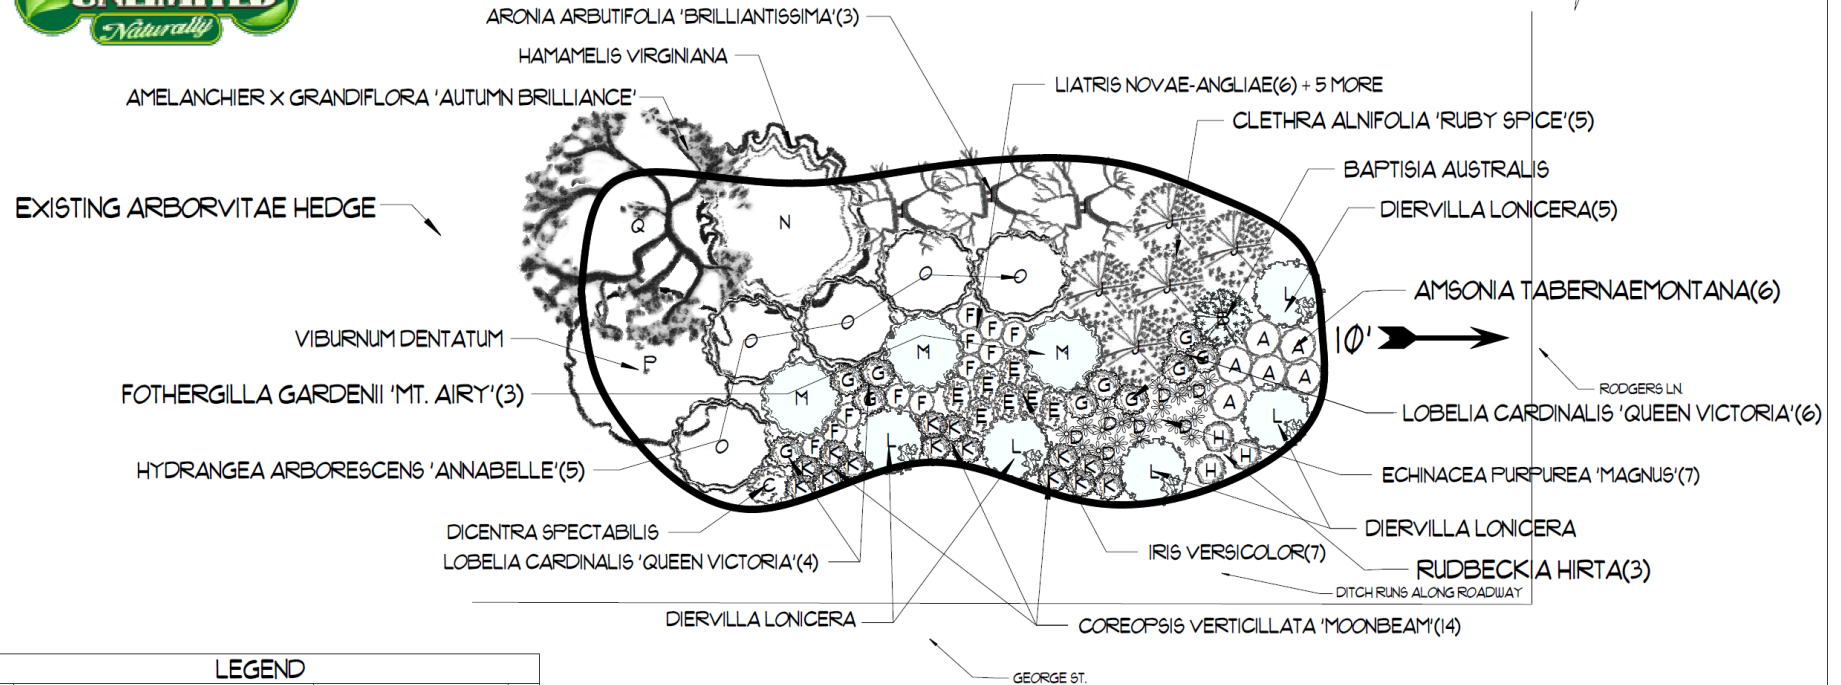 UNLIMITED
Naturally
ARONIA ARBUTIFOLIA 'BRILLIANTISSIMA'(3)
HAMAMELIS VIRGINIANA
LIATRIS NOVAE-ANGLIAE(6) + 5 MORE
AMELANCHIER X GRANDIFLORA 'AUTUMN BRILLIANCE'
CLETHRA ALNIFOLIA 'RUBY SPICE'(5)
BAPTISIA AUSTRALIS
EXISTING ARBORVITAE HEDGE
DIERVILLA LONICERA(5)
AMSONIA TABERNAEMONTANA(6)
VIBURNUM DENTATUM
10'
RODGERS LN.
FOTHERGILLA GARDENII 'MT. AIRY'(3)
LOBELIA CARDINALIS 'QUEEN VICTORIA'(6)
HYDRANGEA ARBORESCENS 'ANNABELLE'(5)
ECHINACEA PURPUREA 'MAGNUS'(7)
DICENTRA SPECTABILIS
DIERVILLA LONICERA
LOBELIA CARDINALIS 'QUEEN VICTORIA'(4)
IRIS VERSICOLOR(7)
RUDBECKIA HIRTA(3)
DITCH RUNS ALONG ROADWAY
DIERVILLA LONICERA
COREOPSIS VERTICILLATA 'MOONBEAM'(14)
LEGEND
GEORGE ST.
Q
N
P
O
O
O
O
O
M
M
M
J
J
J
J
J
L
L
L
L
L
B
A
A
A
A
A
A
F
F
F
F
F
F
F
F
F
F
F
G
G
G
G
G
G
G
G
G
G
E
E
E
E
E
E
E
D
D
D
D
D
D
D
H
H
H
K
K
K
K
K
K
K
K
K
K
K
K
K
C